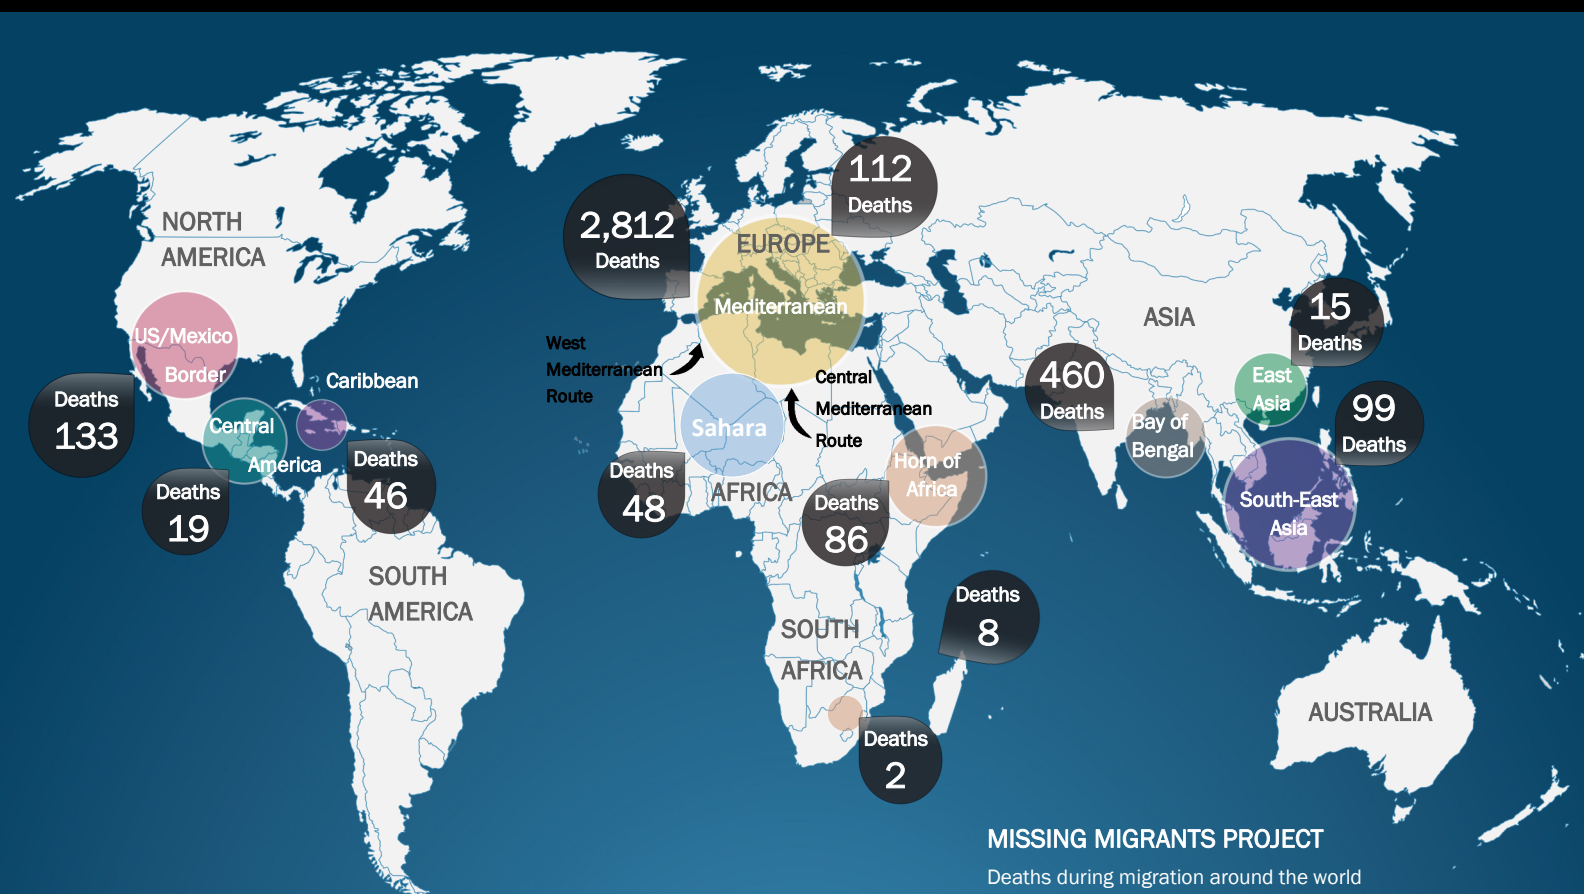 112
Deaths
2,812
Deaths
NORTH
AMERICA
EUROPE
Mediterranean
ASIA
15
Deaths
US/Mexico
Border
West
Mediterranean
Route
Central
Mediterranean
Route
460
Deaths
East
Asia
Caribbean
Deaths
133
Central
America
Sahara
Bay of
Bengal
99
Deaths
Deaths
46
Deaths
19
Deaths
48
AFRICA
Horn of
Africa
Deaths
86
South-East
Asia
SOUTH
AMERICA
Deaths
8
SOUTH
AFRICA
Deaths
2
AUSTRALIA
MISSING MIGRANTS PROJECT
Deaths during migration around the world